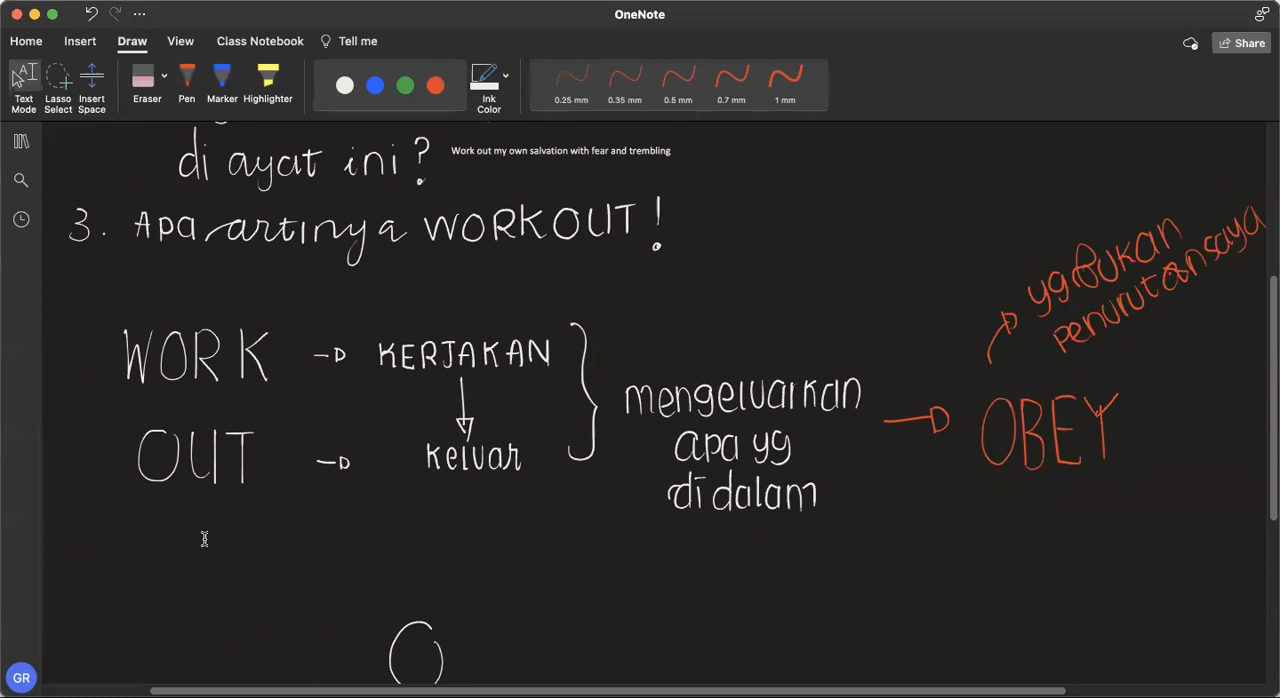 OneNote
Home Insert Draw View Class Notebook Tell me
Share
Text Mode
Lasso Select
Insert Space
Eraser
Pen
Marker
Highlighter
Ink Color
0.25 mm
0.35 mm
0.5 mm
0.7 mm
1 mm
di ayat ini?
Work out my own salvation with fear and trembling
3. Apa artinya WORKOUT!
yg Bukan
penurutan saya
WORK → KERJAKAN
OUT → keluar
mengeluarkan
apa yg
di dalam
→ OBEY
GR